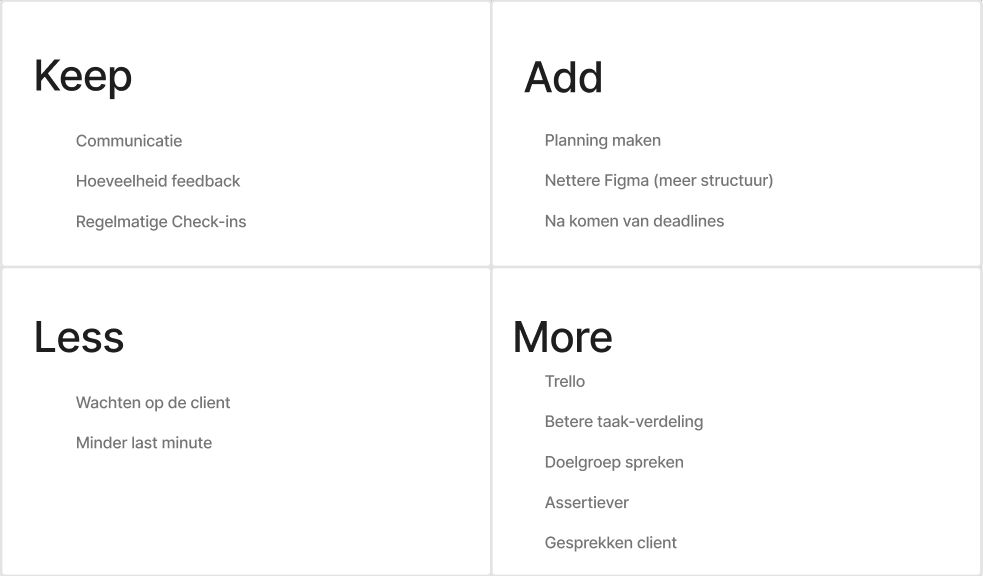 Keep
Communicatie
Hoeveelheid feedback
Regelmatige Check-ins
Add
Planning maken
Nettere Figma (meer structuur)
Na komen van deadlines
Less
Wachten op de client
Minder last minute
More
Trello
Betere taak-verdeling
Doelgroep spreken
Assertiever
Gesprekken client